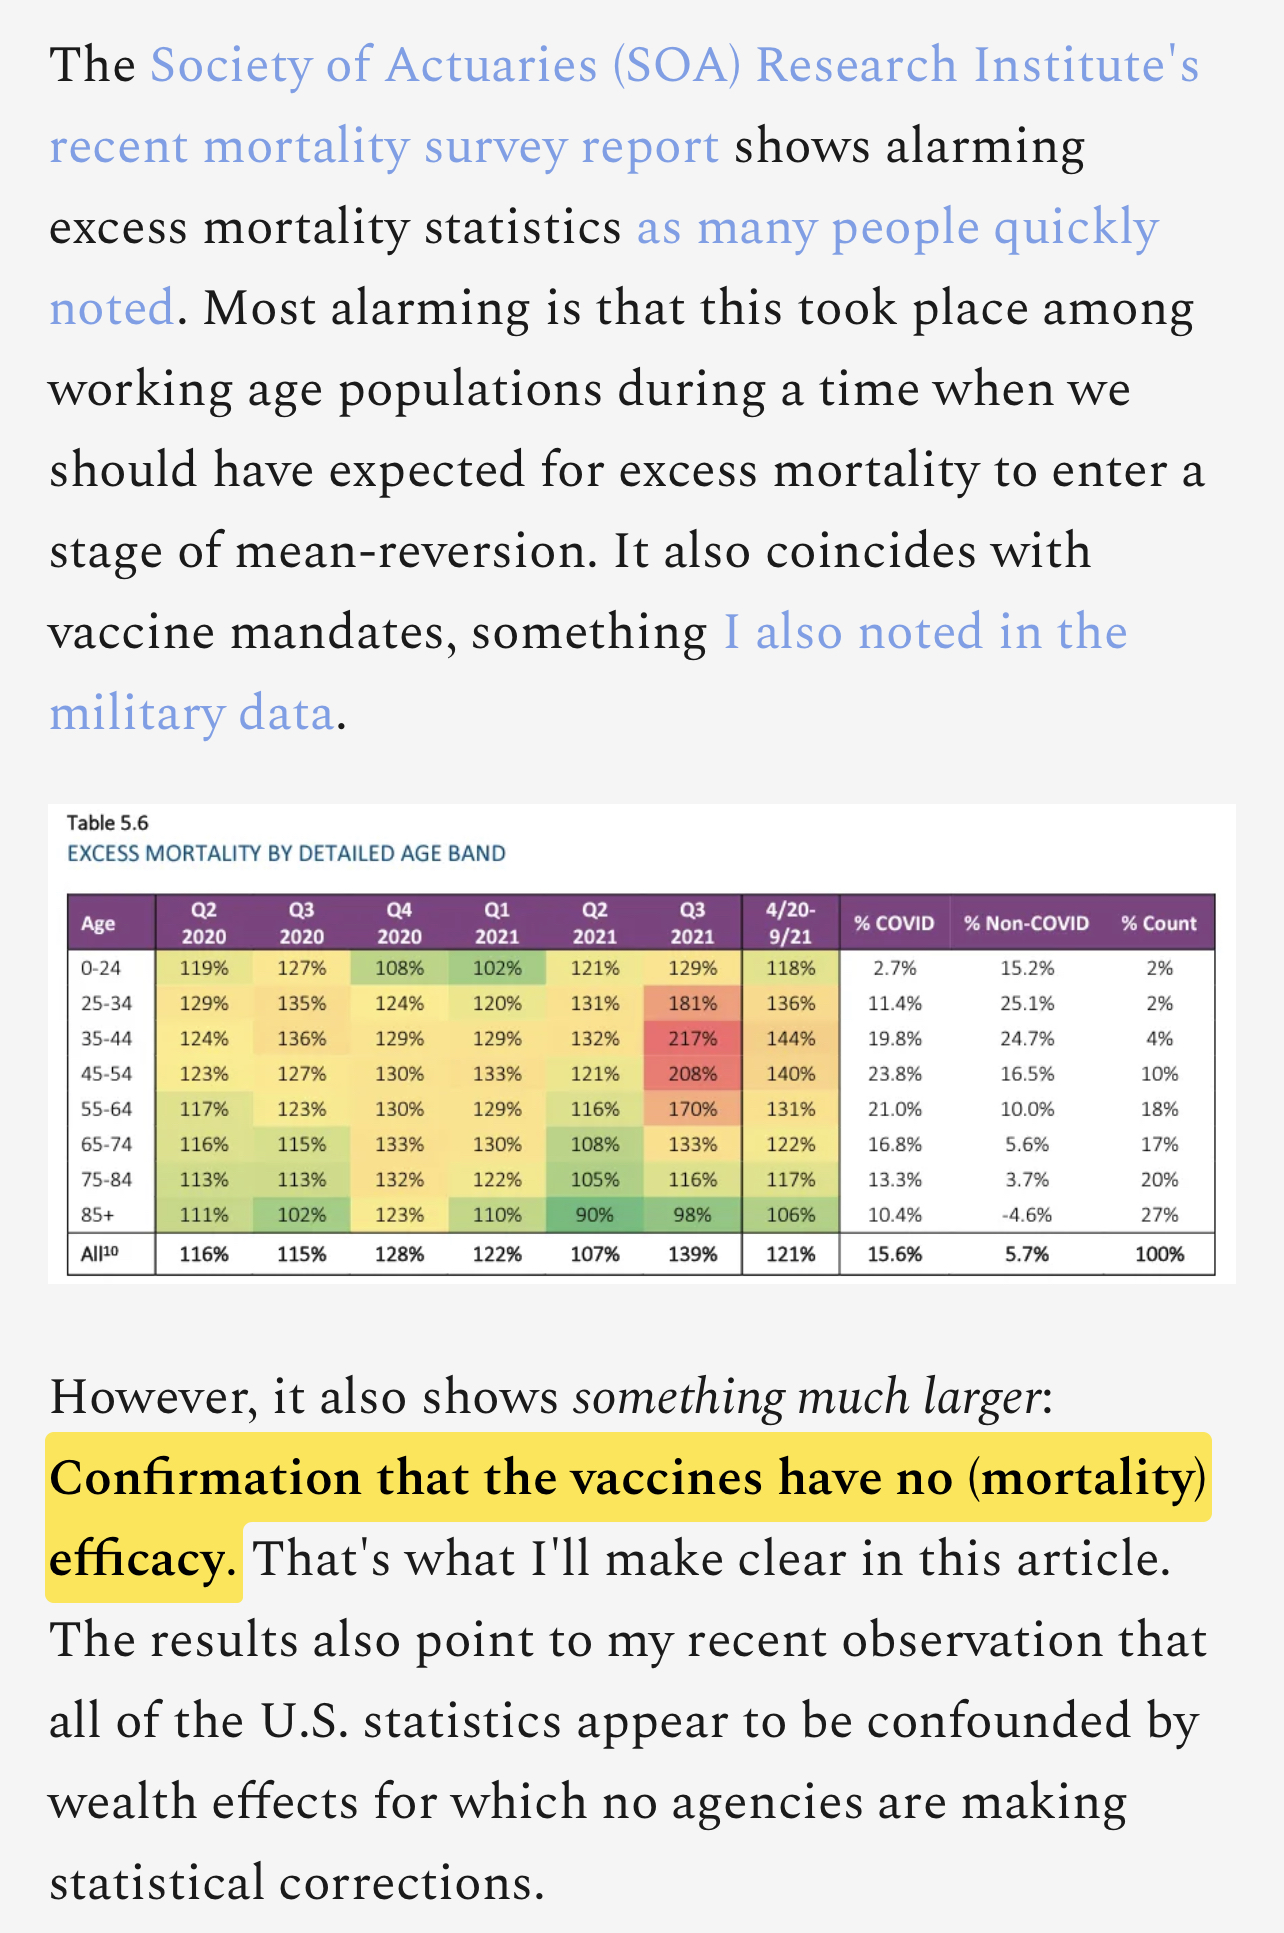 The Society of Actuaries (SOA) Research Institute's
recent mortality survey report shows alarming
excess mortality statistics as many people quickly
noted. Most alarming is that this took place among
working age populations during a time when we
should have expected for excess mortality to enter a
stage of mean-reversion. It also coincides with
vaccine mandates, something I also noted in the
military data.
Table 5.6
EXCESS MORTALITY BY DETAILED AGE BAND
Age Q2 2020 Q3 2020 Q4 2020 Q1 2021 Q2 2021 Q3 2021 4/20-9/21 % COVID % Non-COVID % Count
0-24 119% 127% 108% 102% 121% 129% 118% 2.7% 15.2% 2%
25-34 129% 135% 124% 120% 131% 181% 136% 11.4% 25.1% 2%
35-44 124% 136% 129% 129% 132% 217% 144% 19.8% 24.7% 4%
45-54 123% 127% 130% 133% 121% 208% 140% 23.8% 16.5% 10%
55-64 117% 123% 130% 129% 116% 170% 131% 21.0% 10.0% 18%
65-74 116% 115% 133% 130% 108% 133% 122% 16.8% 5.6% 17%
75-84 113% 113% 132% 122% 105% 116% 117% 13.3% 3.7% 20%
85+ 111% 102% 123% 110% 90% 98% 106% 10.4% -4.6% 27%
All¹⁰ 116% 115% 128% 122% 107% 139% 121% 15.6% 5.7% 100%
However, it also shows something much larger:
Confirmation that the vaccines have no (mortality)
efficacy. That's what I'll make clear in this article.
The results also point to my recent observation that
all of the U.S. statistics appear to be confounded by
wealth effects for which no agencies are making
statistical corrections.